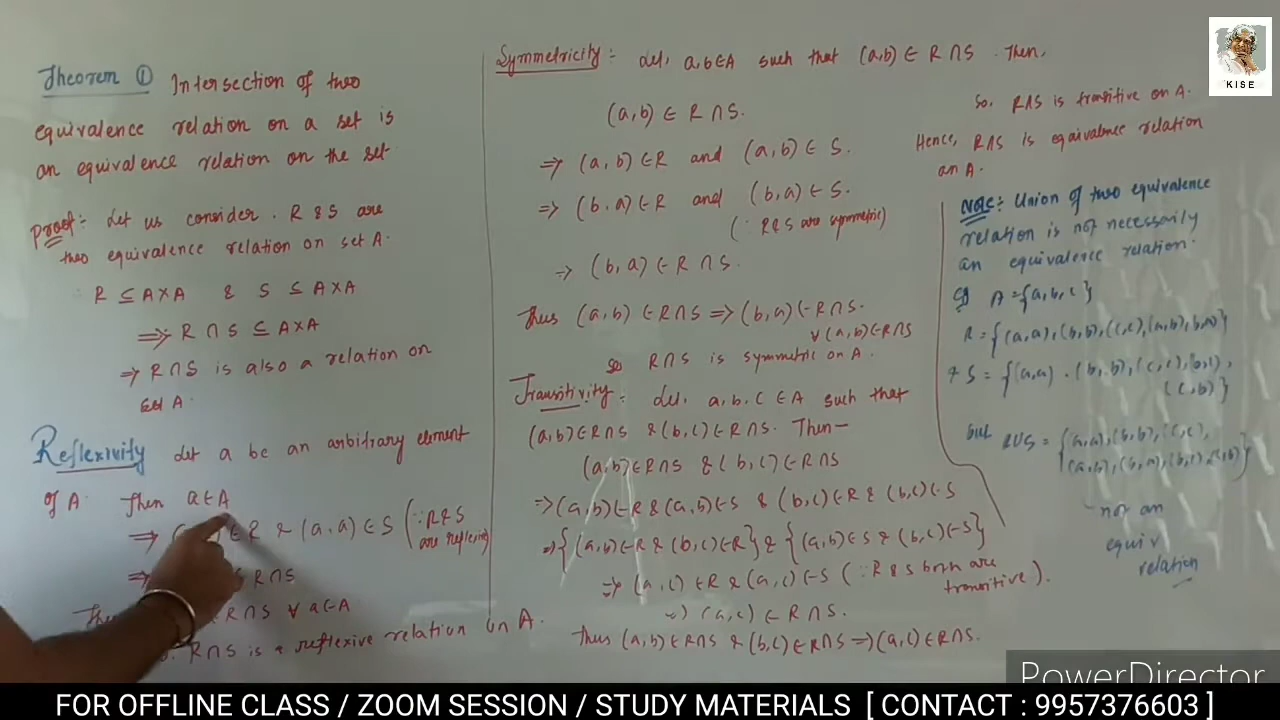 Theorem ① Intersection of two
equivalence relation on a set is
an equivalence relation on the set.
Proof:- Let us consider. R & S are
two equivalence relation on set A.
∴ R ⊆ A×A & S ⊆ A×A
⇒ R ∩ S ⊆ A×A
⇒ R∩S is also a relation on
set A.
Reflexivity Let a be an arbitrary element
of A. Then a∈A
⇒ ∈R & (a,a) ∈ S (∵ R & S
are reflexive)
⇒ R∩S
R∩S ∀ a∈A
R∩S is a reflexive relation on A.
Symmetricity:- Let, a,b∈A such that (a,b) ∈ R∩S. Then,
(a,b) ∈ R ∩ S.
⇒ (a,b) ∈R and (a,b) ∈ S.
⇒ (b,a) ∈R and (b,a) ∈ S.
(∵ R&S are symmetric)
⇒ (b,a) ∈ R ∩ S.
Thus (a,b) ∈ R∩S ⇒ (b,a) ∈ R∩S.
∀ (a,b) ∈ R∩S
So R∩S is symmetric on A.
Transitivity:- Let, a,b,c ∈A such that
(a,b)∈R∩S & (b,c)∈R∩S. Then—
(a,b)∈R∩S & (b,c)∈R∩S
⇒ (a,b)∈R & (a,b)∈S & (b,c)∈R & (b,c)∈S
⇒ {(a,b)∈R & (b,c)∈R} & {(a,b)∈S & (b,c)∈S}
⇒ (a,c) ∈R & (a,c) ∈S (∵ R & S both are
transitive).
⇒ (a,c) ∈ R∩S.
Thus (a,b)∈R∩S & (b,c)∈R∩S ⇒ (a,c)∈R∩S.
So, R∩S is transitive on A.
Hence, R∩S is equivalence relation
on A.
Note:- Union of two equivalence
relation is not necessarily
an equivalence relation.
eg A = {a,b,c}
R = {(a,a), (b,b), (c,c), (a,b), b,a)}
& S = {(a,a), (b,b), (c,c), (b,c),
(c,b)}
but R∪S = {(a,a), (b,b), (c,c),
(a,b), (b,a), (b,c), (c,b)}
not an
equiv
relation
KISE
PowerDirector
FOR OFFLINE CLASS / ZOOM SESSION / STUDY MATERIALS [ CONTACT : 9957376603 ]